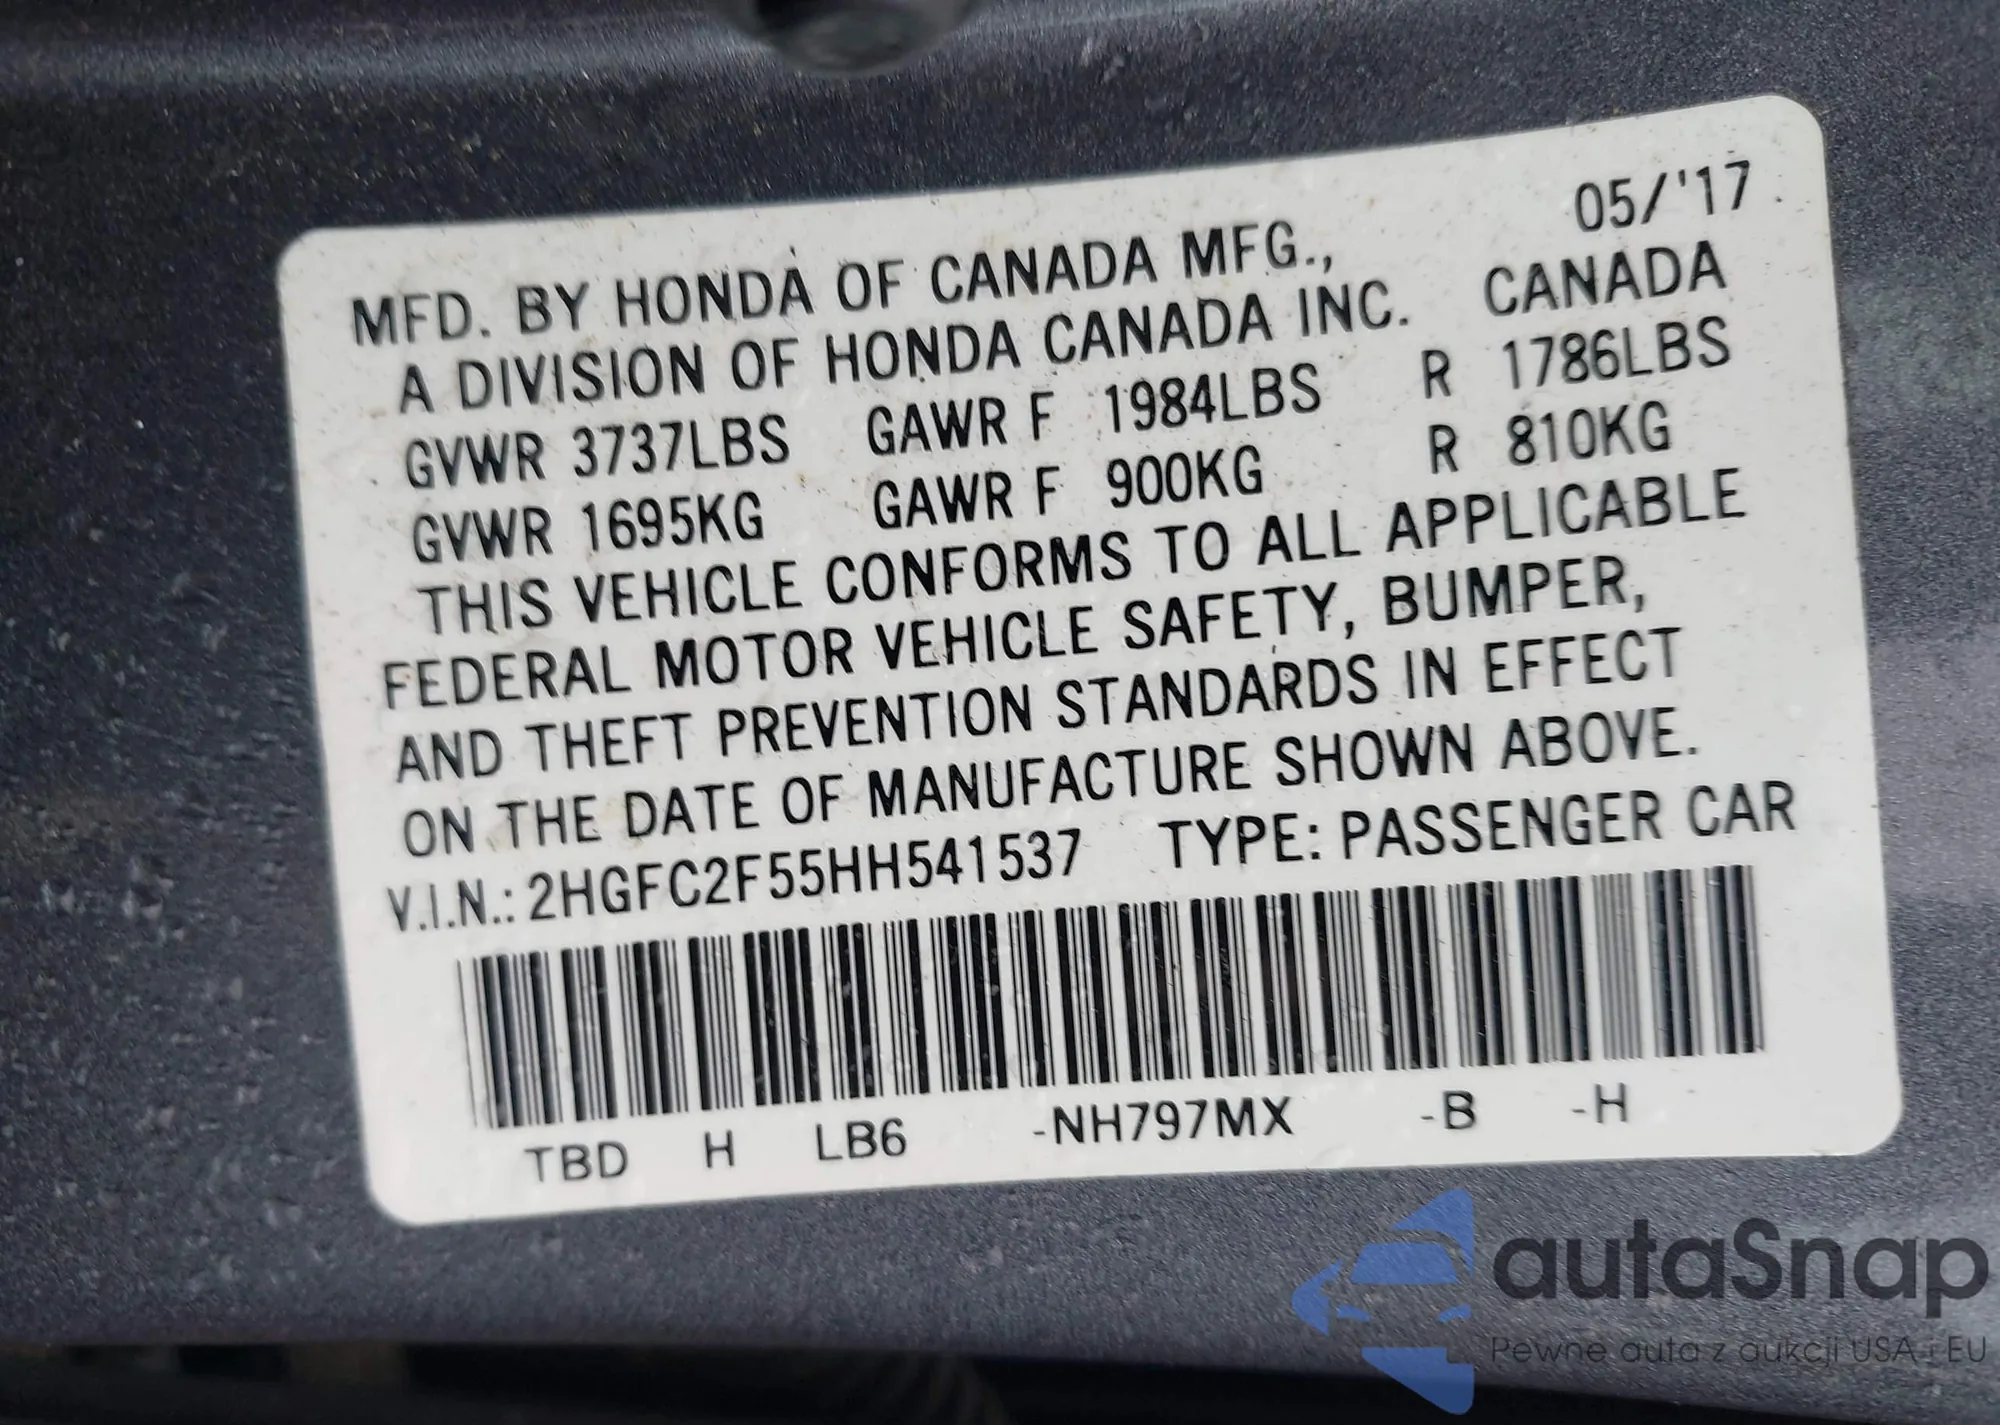 05/'17
MFD. BY HONDA OF CANADA MFG.,
A DIVISION OF HONDA CANADA INC. CANADA
GVWR 3737LBS GAWR F 1984LBS R 1786LBS
GVWR 1695KG GAWR F 900KG R 810KG
THIS VEHICLE CONFORMS TO ALL APPLICABLE
FEDERAL MOTOR VEHICLE SAFETY, BUMPER,
AND THEFT PREVENTION STANDARDS IN EFFECT
ON THE DATE OF MANUFACTURE SHOWN ABOVE.
V.I.N.: 2HGFC2F55HH541537 TYPE: PASSENGER CAR
TBD H LB6 -NH797MX -B -H
autaSnap
Pewne auta z aukcji USA i EU